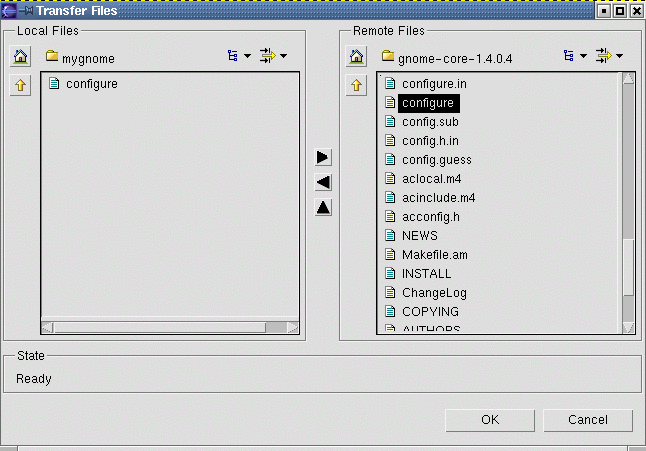 Transfer Files
Local Files
mygnome
configure
Remote Files
gnome-core-1.4.0.4
configure.in
configure
config.sub
config.h.in
config.guess
aclocal.m4
acinclude.m4
acconfig.h
NEWS
Makefile.am
INSTALL
ChangeLog
COPYING
AUTHORS
State
Ready
OK
Cancel